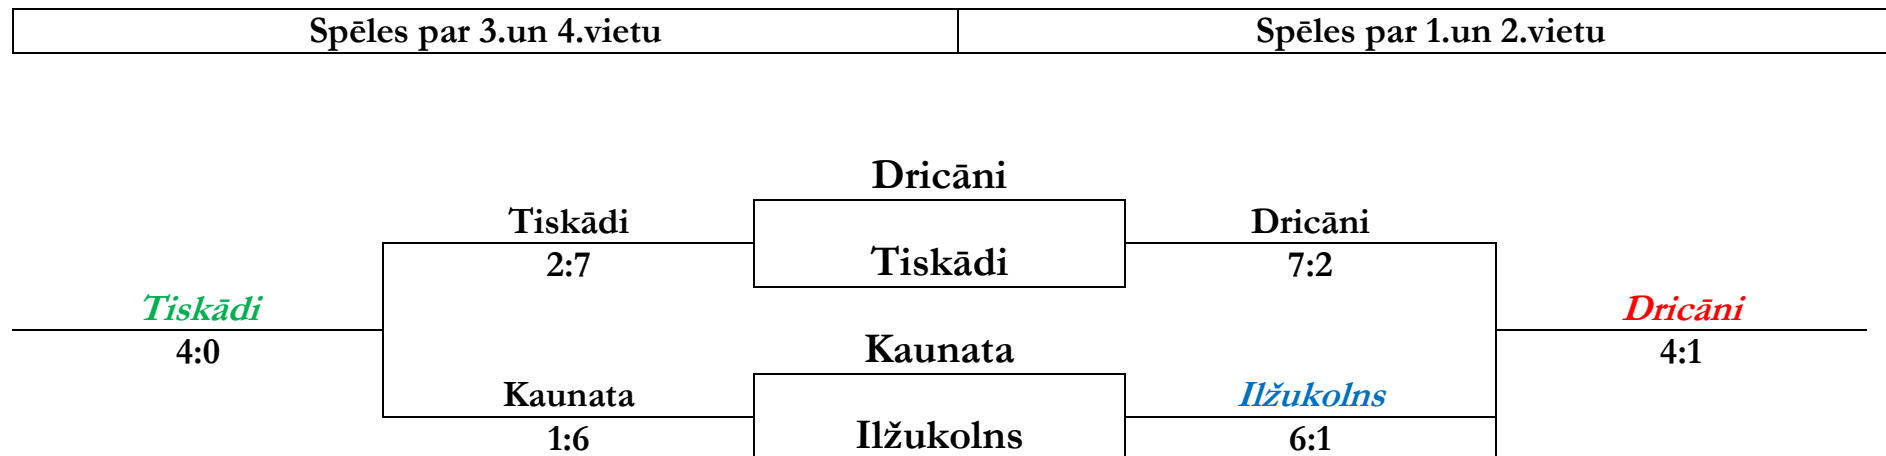 Spēles par 3.un 4.vietu
Spēles par 1.un 2.vietu
Dricāni
Tiskādi
Dricāni
2:7
Tiskādi
7:2
Tiskādi
Dricāni
4:0
Kaunata
4:1
Kaunata
Ilžukolns
1:6
Ilžukolns
6:1